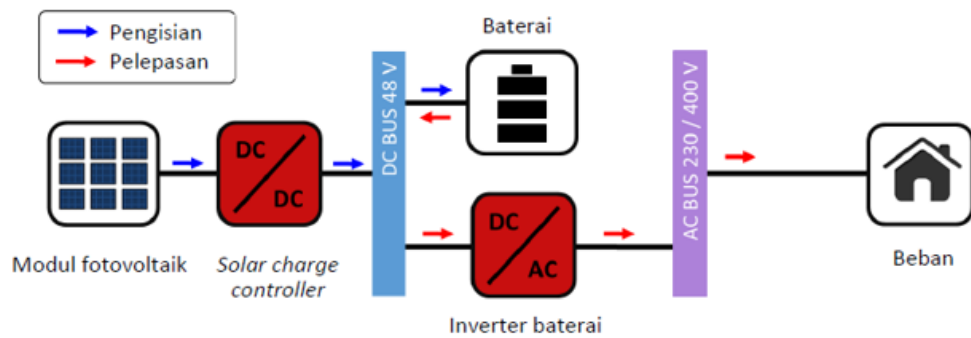 Pengisian
Pelepasan
Baterai
DC BUS 48 V
AC BUS 230 / 400 V
DC
DC
Modul fotovoltaik
Solar charge
controller
DC
AC
Inverter baterai
Beban